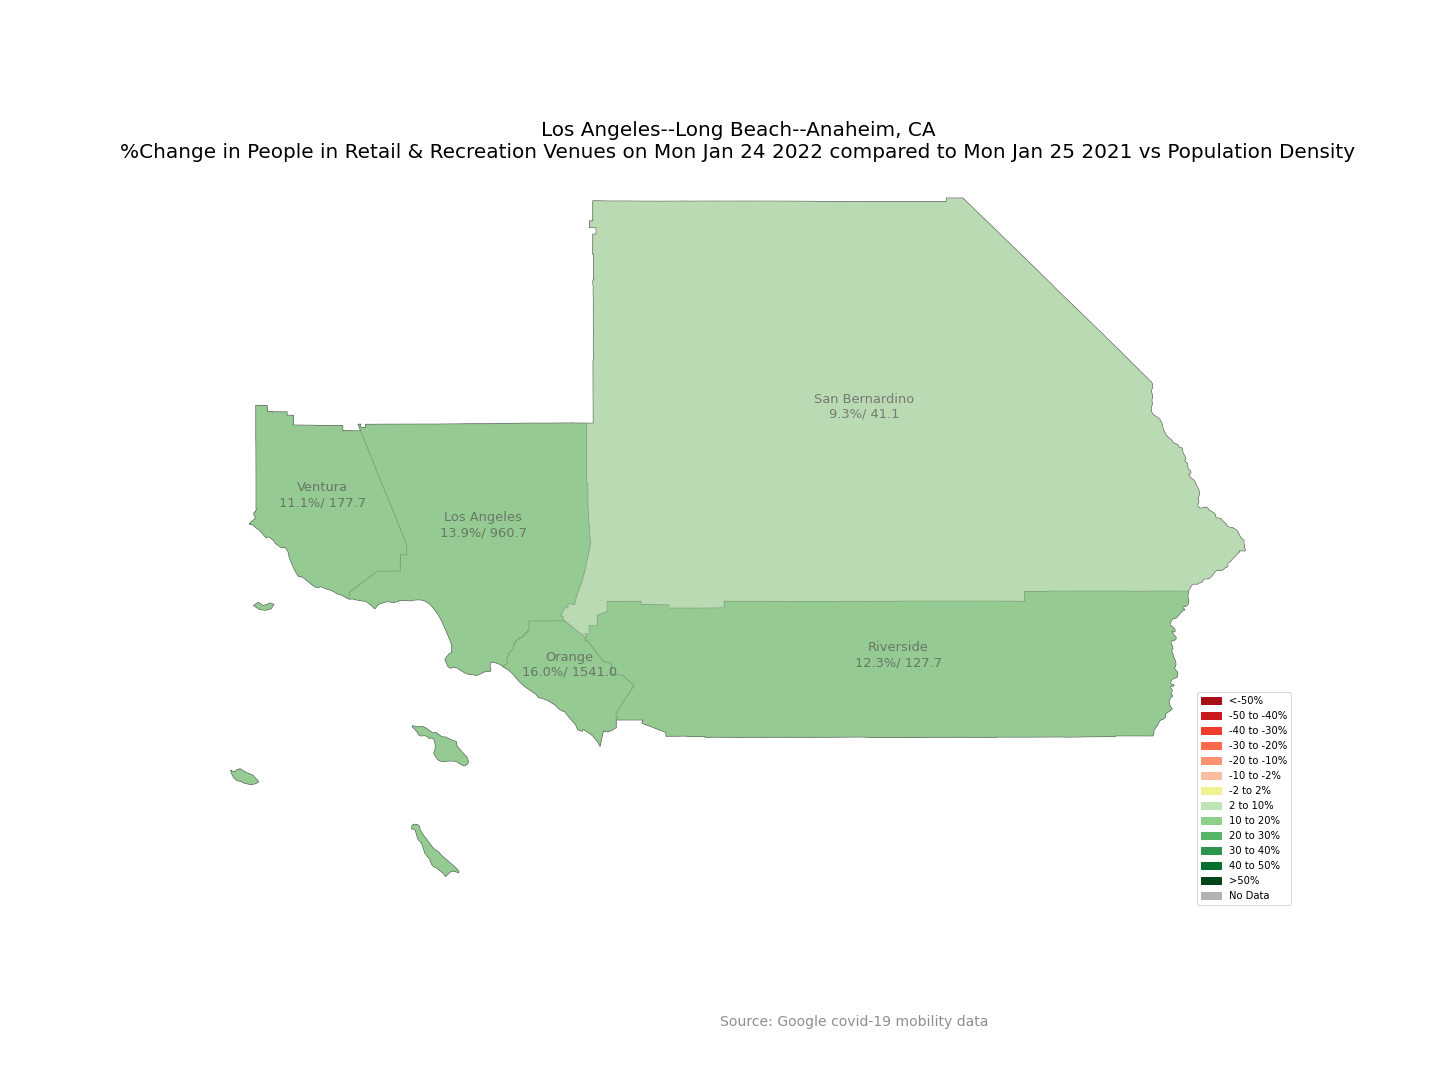 Los Angeles--Long Beach--Anaheim, CA
%Change in People in Retail & Recreation Venues on Mon Jan 24 2022 compared to Mon Jan 25 2021 vs Population Density
San Bernardino
9.3%/ 41.1
Ventura
11.1%/ 177.7
Los Angeles
13.9%/ 960.7
Orange
16.0%/ 1541.0
Riverside
12.3%/ 127.7
<-50%
-50 to -40%
-40 to -30%
-30 to -20%
-20 to -10%
-10 to -2%
-2 to 2%
2 to 10%
10 to 20%
20 to 30%
30 to 40%
40 to 50%
>50%
No Data
Source: Google covid-19 mobility data